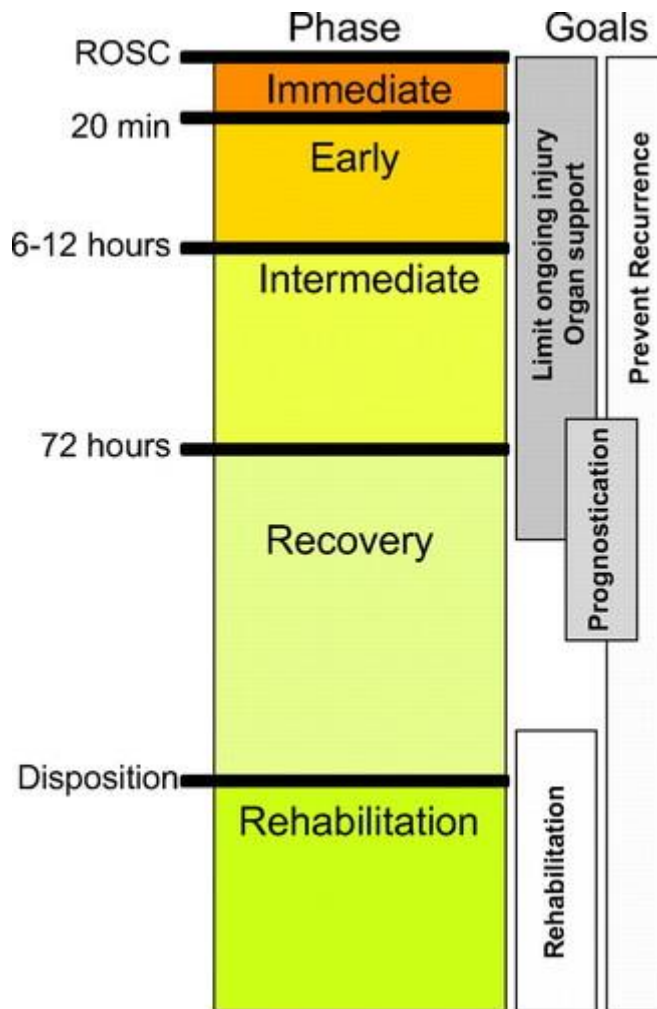 Phase Goals
ROSC
Immediate
20 min
Early
6-12 hours
Intermediate
72 hours
Recovery
Disposition
Rehabilitation
Limit ongoing injury
Organ support
Prevent Recurrence
Prognostication
Rehabilitation